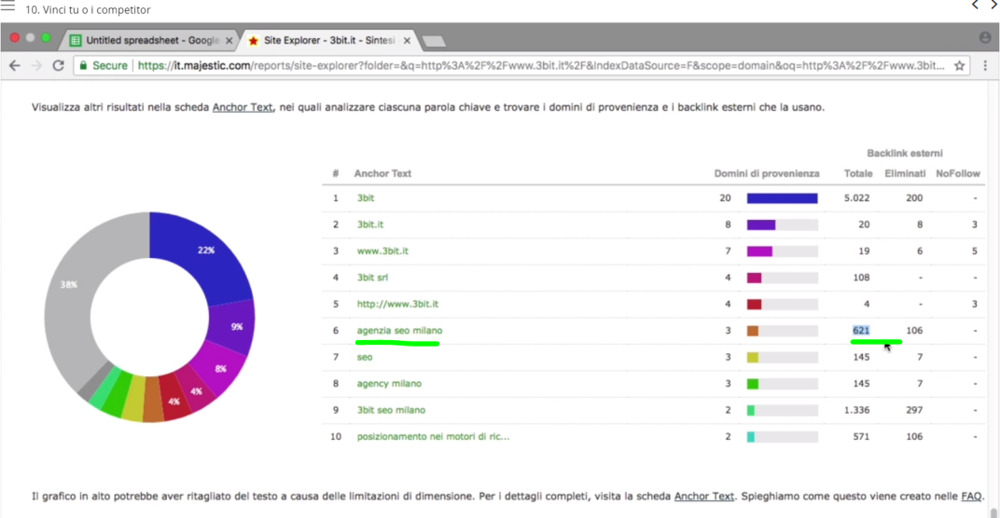 10. Vinci tu o i competitor
Untitled spreadsheet - Google
Site Explorer - 3bit.it - Sintesi
Secure
https://it.majestic.com/reports/site-explorer?folder=&q=http%3A%2F%2Fwww.3bit.it%2F&IndexDataSource=F&scope=domain&oq=http%3A%2F%2Fwww.3bit...
Visualizza altri risultati nella scheda Anchor Text, nei quali analizzare ciascuna parola chiave e trovare i domini di provenienza e i backlink esterni che la usano.
Backlink esterni
# Anchor Text Domini di provenienza Totale Eliminati NoFollow
1 3bit 20 5.022 200 -
2 3bit.it 8 20 8 3
3 www.3bit.it 7 19 6 5
4 3bit srl 4 108 - -
5 http://www.3bit.it 4 4 - 3
6 agenzia seo milano 3 621 106 -
7 seo 3 145 7 -
8 agency milano 3 145 7 -
9 3bit seo milano 2 1.336 297 -
10 posizionamento nei motori di ric... 2 571 106 -
22%
9%
8%
4%
4%
38%
Il grafico in alto potrebbe aver ritagliato del testo a causa delle limitazioni di dimensione. Per i dettagli completi, visita la scheda Anchor Text. Spieghiamo come questo viene creato nelle FAQ.